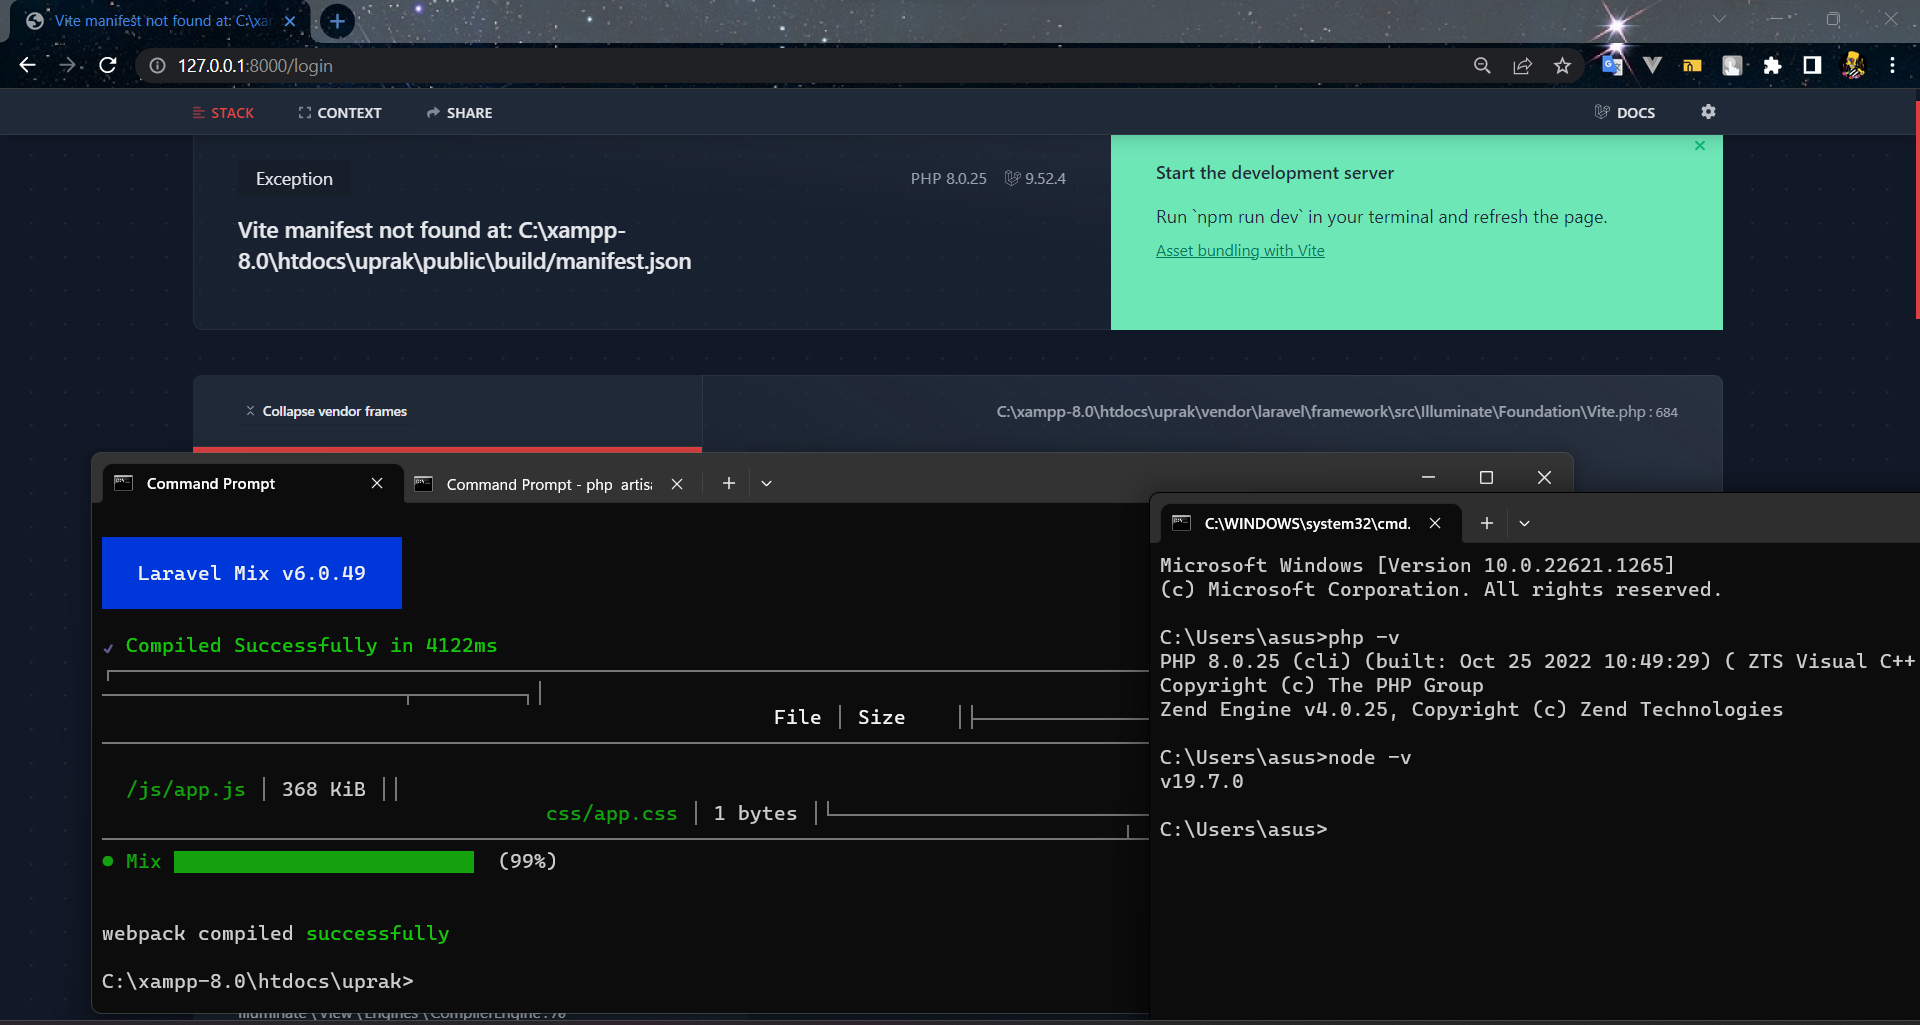 Vite manifest not found at: C:\xa
127.0.0.1:8000/login
STACK
CONTEXT
SHARE
DOCS
Exception
PHP 8.0.25
9.52.4
Vite manifest not found at: C:\xampp-
8.0\htdocs\uprak\public\build/manifest.json
Start the development server
Run `npm run dev` in your terminal and refresh the page.
Asset bundling with Vite
Collapse vendor frames
C:\xampp-8.0\htdocs\uprak\vendor\laravel\framework\src\Illuminate\Foundation\Vite.php:684
Command Prompt
Command Prompt - php artisa
Laravel Mix v6.0.49
✓ Compiled Successfully in 4122ms
File │ Size
/js/app.js │ 368 KiB
css/app.css │ 1 bytes
● Mix (99%)
webpack compiled successfully
C:\xampp-8.0\htdocs\uprak>
C:\WINDOWS\system32\cmd.
Microsoft Windows [Version 10.0.22621.1265]
(c) Microsoft Corporation. All rights reserved.
C:\Users\asus>php -v
PHP 8.0.25 (cli) (built: Oct 25 2022 10:49:29) ( ZTS Visual C++
Copyright (c) The PHP Group
Zend Engine v4.0.25, Copyright (c) Zend Technologies
C:\Users\asus>node -v
v19.7.0
C:\Users\asus>
Illuminate\View\Engines\CompilerEngine:70